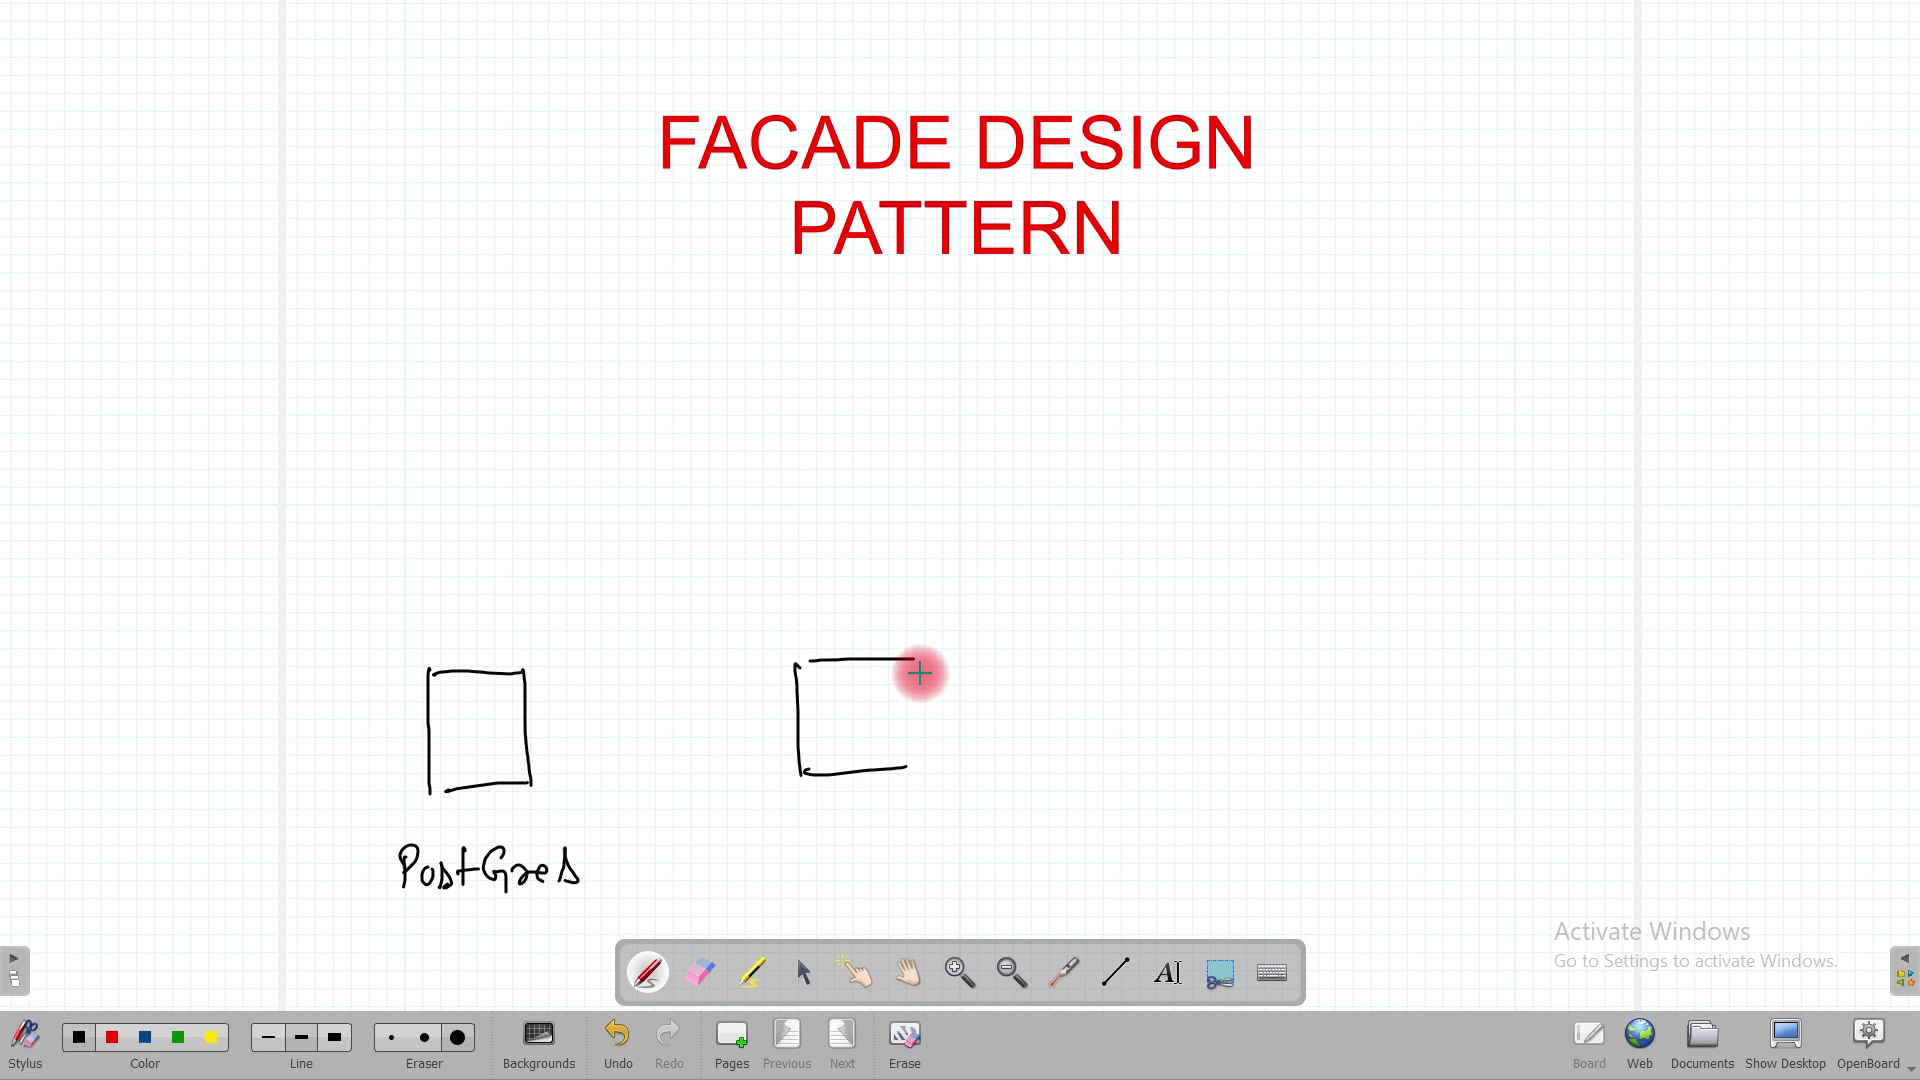 FACADE DESIGN
PATTERN
PostGres
Activate Windows
Go to Settings to activate Windows.
Stylus
Color
Line
Eraser
Backgrounds
Undo
Redo
Pages
Previous
Next
Erase
Board
Web
Documents
Show Desktop
OpenBoard